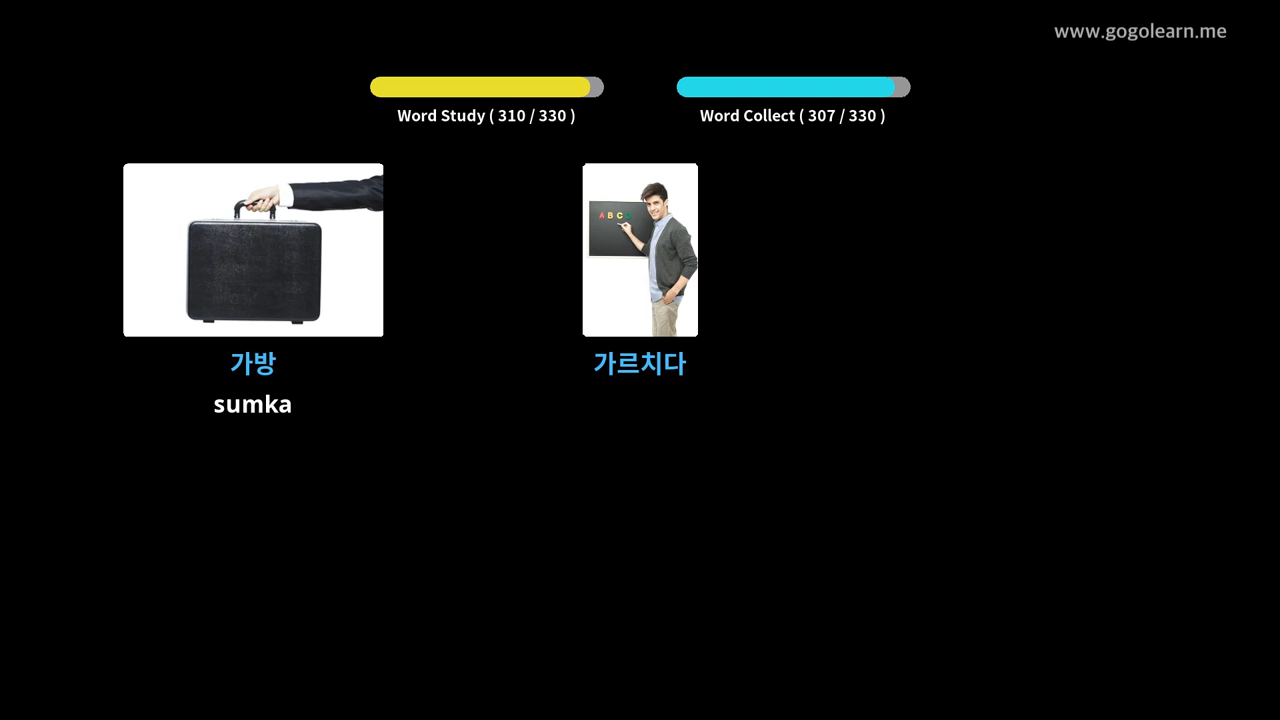 www.gogolearn.me
Word Study ( 310 / 330 )
Word Collect ( 307 / 330 )
A B C D
가방
가르치다
sumka